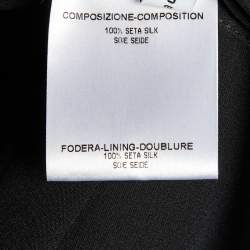 COMPOSIZIONE-COMPOSITION
100% SETA SILK
SOIE SEIDE
FODERA-LINING-DOUBLURE
100% SETA SILK
SOIE SEIDE